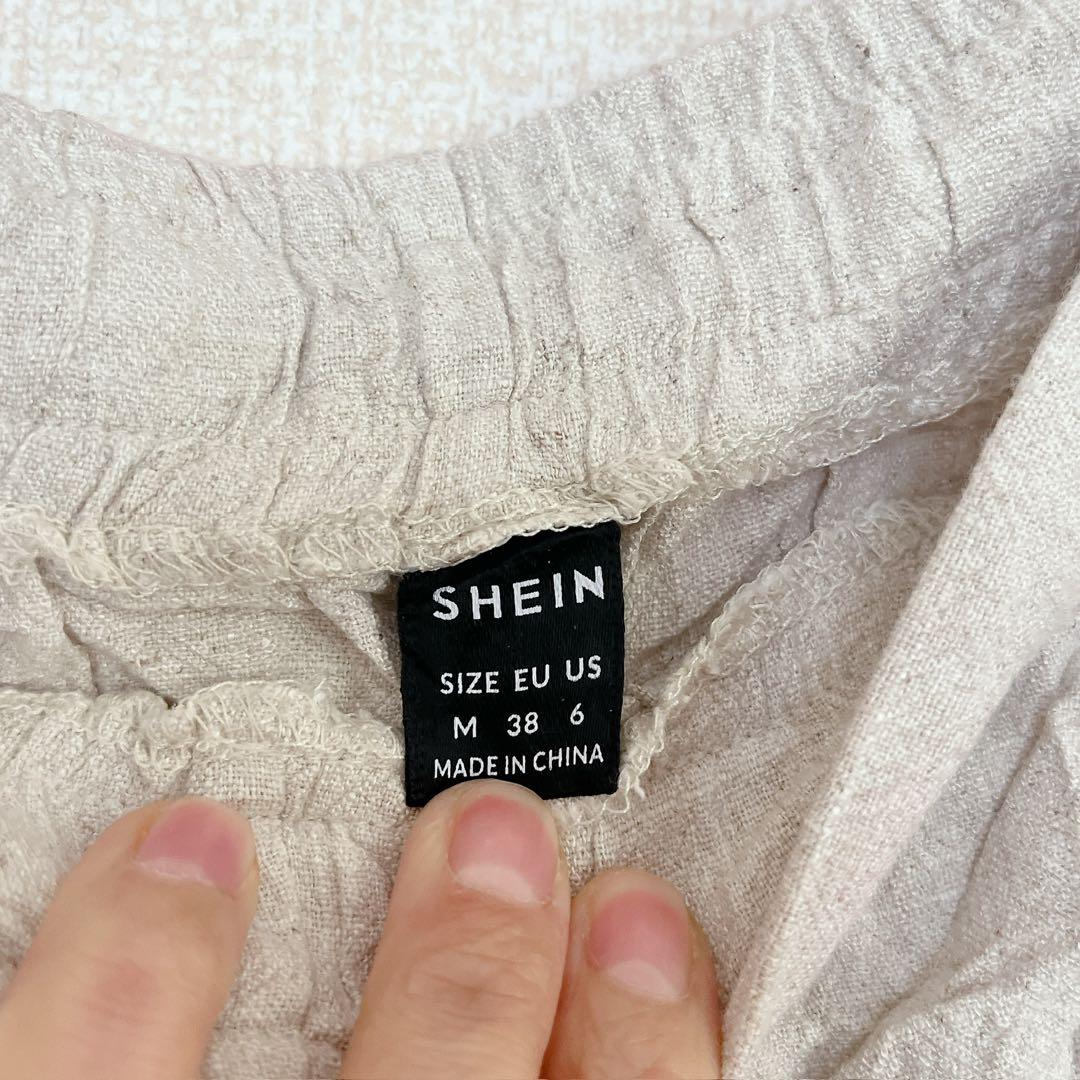 SHEIN
SIZE EU US
M 38 6
MADE IN CHINA